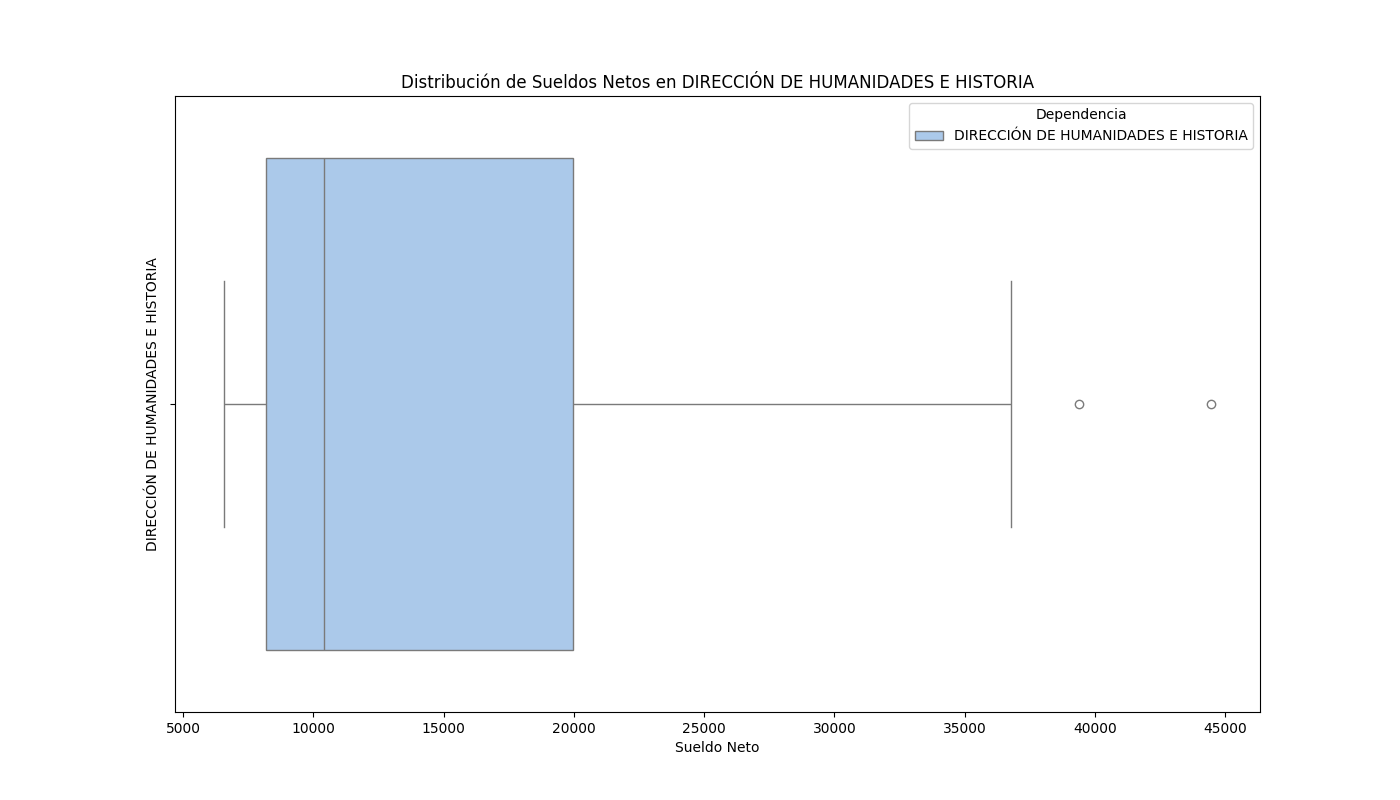 Distribución de Sueldos Netos en DIRECCIÓN DE HUMANIDADES E HISTORIA
Dependencia
DIRECCIÓN DE HUMANIDADES E HISTORIA
DIRECCIÓN DE HUMANIDADES E HISTORIA
5000 10000 15000 20000 25000 30000 35000 40000 45000
Sueldo Neto